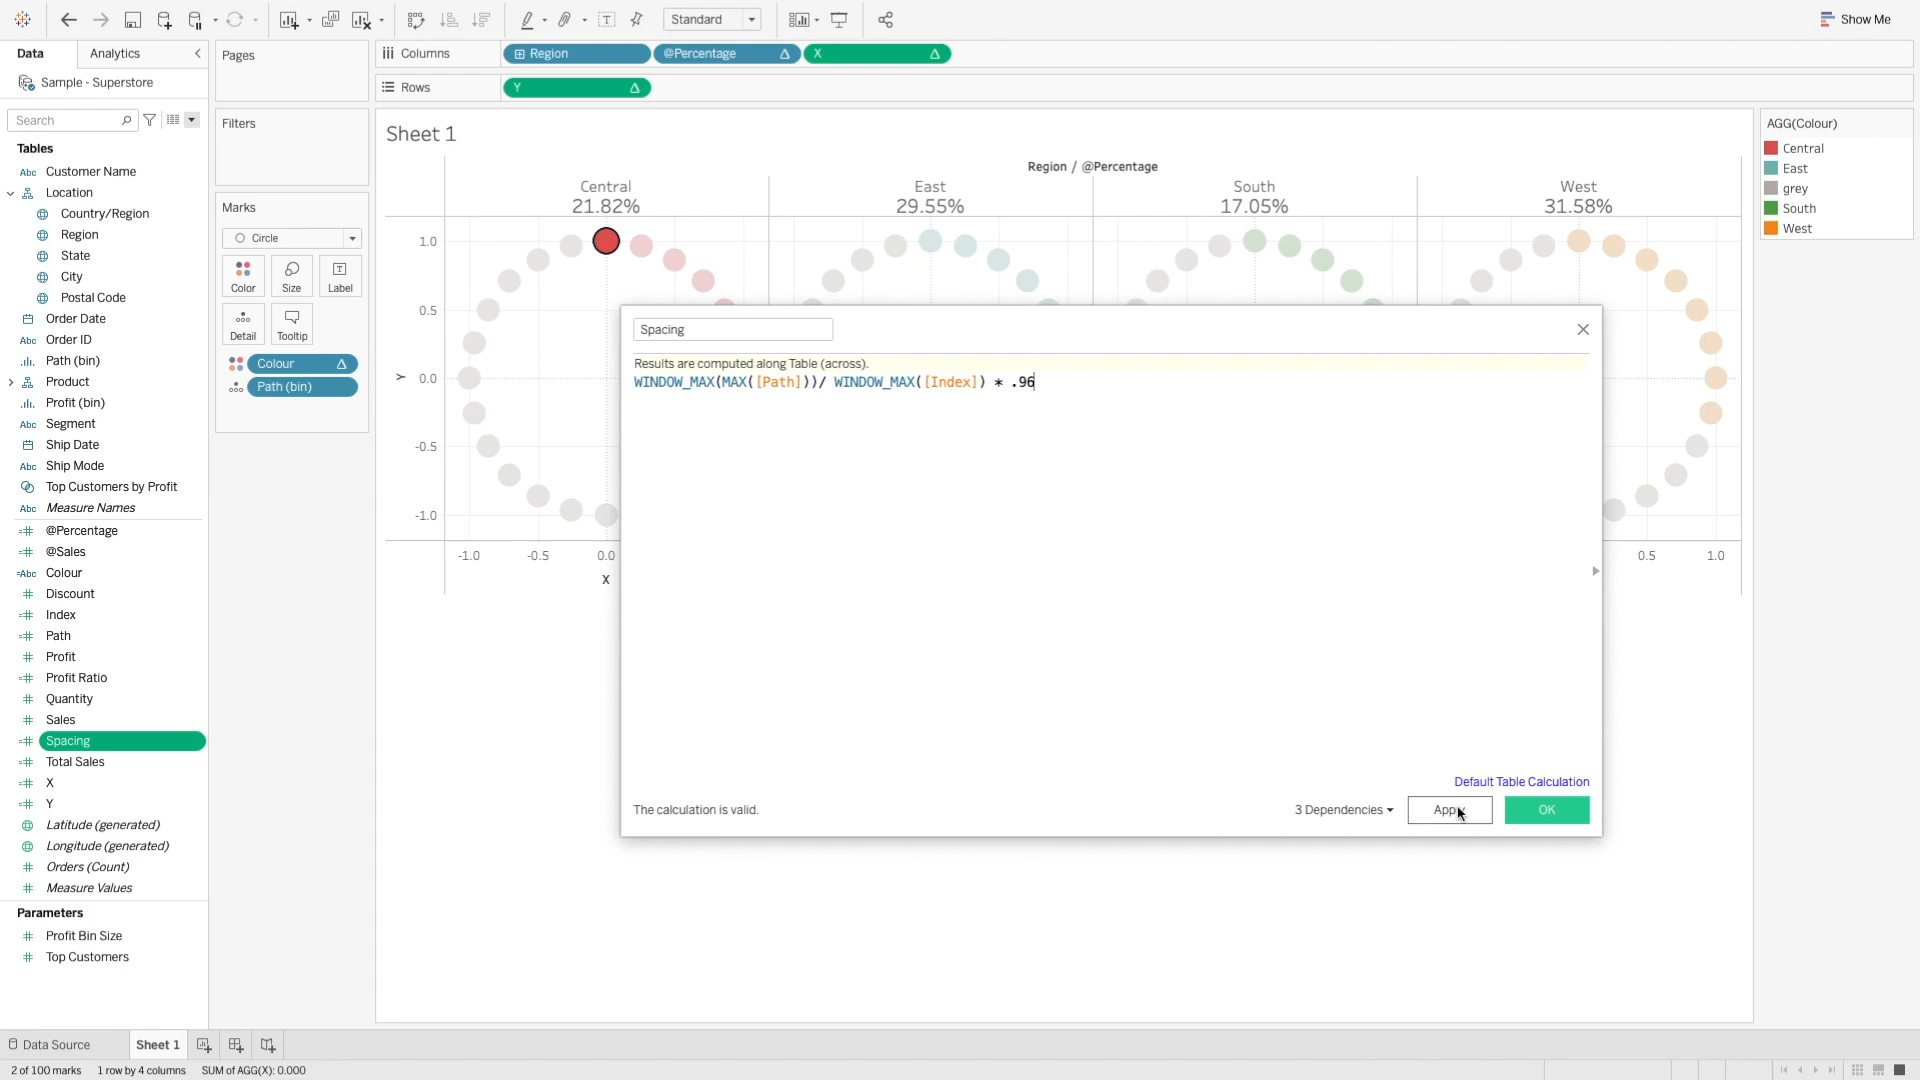 Standard
Show Me
Data
Analytics
Pages
Columns
Region
@Percentage
X
Sample - Superstore
Rows
Y
Search
Filters
Sheet 1
AGG(Colour)
Central
East
grey
South
West
Tables
Abc Customer Name
Location
Country/Region
Region
State
City
Postal Code
Order Date
Abc Order ID
Path (bin)
Product
Profit (bin)
Abc Segment
Ship Date
Abc Ship Mode
Top Customers by Profit
Abc Measure Names
@Percentage
@Sales
Abc Colour
Discount
Index
Path
Profit
Profit Ratio
Quantity
Sales
Spacing
Total Sales
X
Y
Latitude (generated)
Longitude (generated)
Orders (Count)
Measure Values
Parameters
Profit Bin Size
Top Customers
Marks
Circle
Color
Size
Label
Detail
Tooltip
Colour
Path (bin)
Region / @Percentage
Central
East
South
West
21.82%
29.55%
17.05%
31.58%
1.0
0.5
0.0
-0.5
-1.0
Y
-1.0
-0.5
0.0
0.5
1.0
X
Spacing
Results are computed along Table (across).
WINDOW_MAX(MAX([Path]))/ WINDOW_MAX([Index]) * .96
Default Table Calculation
The calculation is valid.
3 Dependencies
Apply
OK
Data Source
Sheet 1
2 of 100 marks
1 row by 4 columns
SUM of AGG(X): 0.000